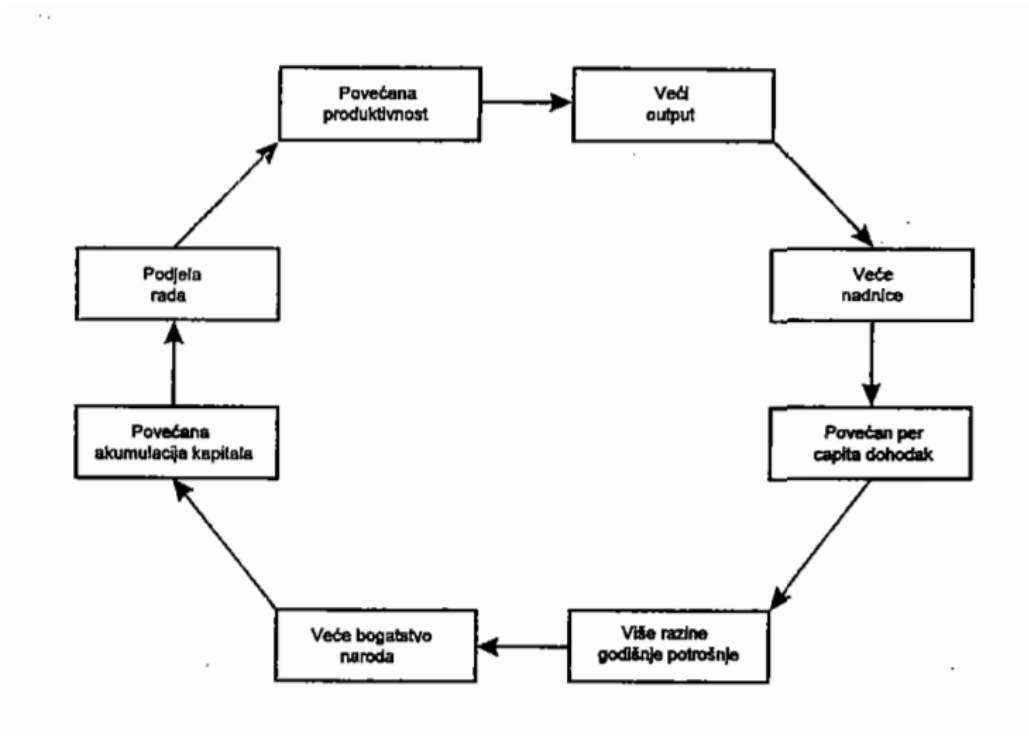 Povećana
produktivnost
Veći
output
Podjela
rada
Veće
nadnice
Povećana
akumulacija kapitala
Povećan per
capita dohodak
Veće bogatstvo
naroda
Više razine
godišnje potrošnje